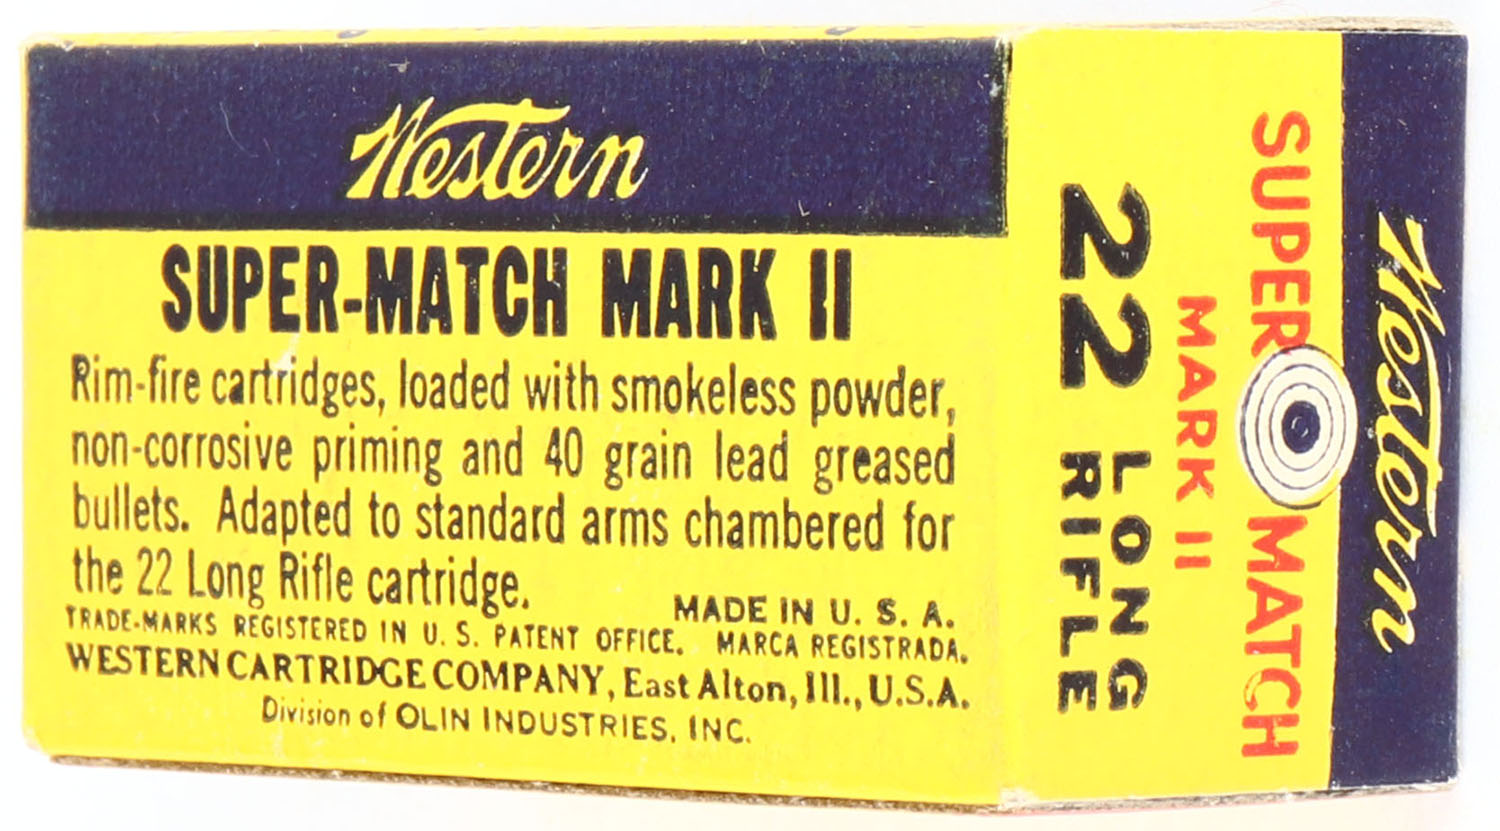 Western
SUPER-MATCH MARK II
Rim-fire cartridges, loaded with smokeless powder,
non-corrosive priming and 40 grain lead greased
bullets. Adapted to standard arms chambered for
the 22 Long Rifle cartridge.
MADE IN U. S. A.
TRADE-MARKS REGISTERED IN U. S. PATENT OFFICE. MARCA REGISTRADA.
WESTERN CARTRIDGE COMPANY, East Alton, Ill., U.S.A.
Division of OLIN INDUSTRIES, INC.
Western
SUPER MATCH
MARK II
22 LONG
RIFLE